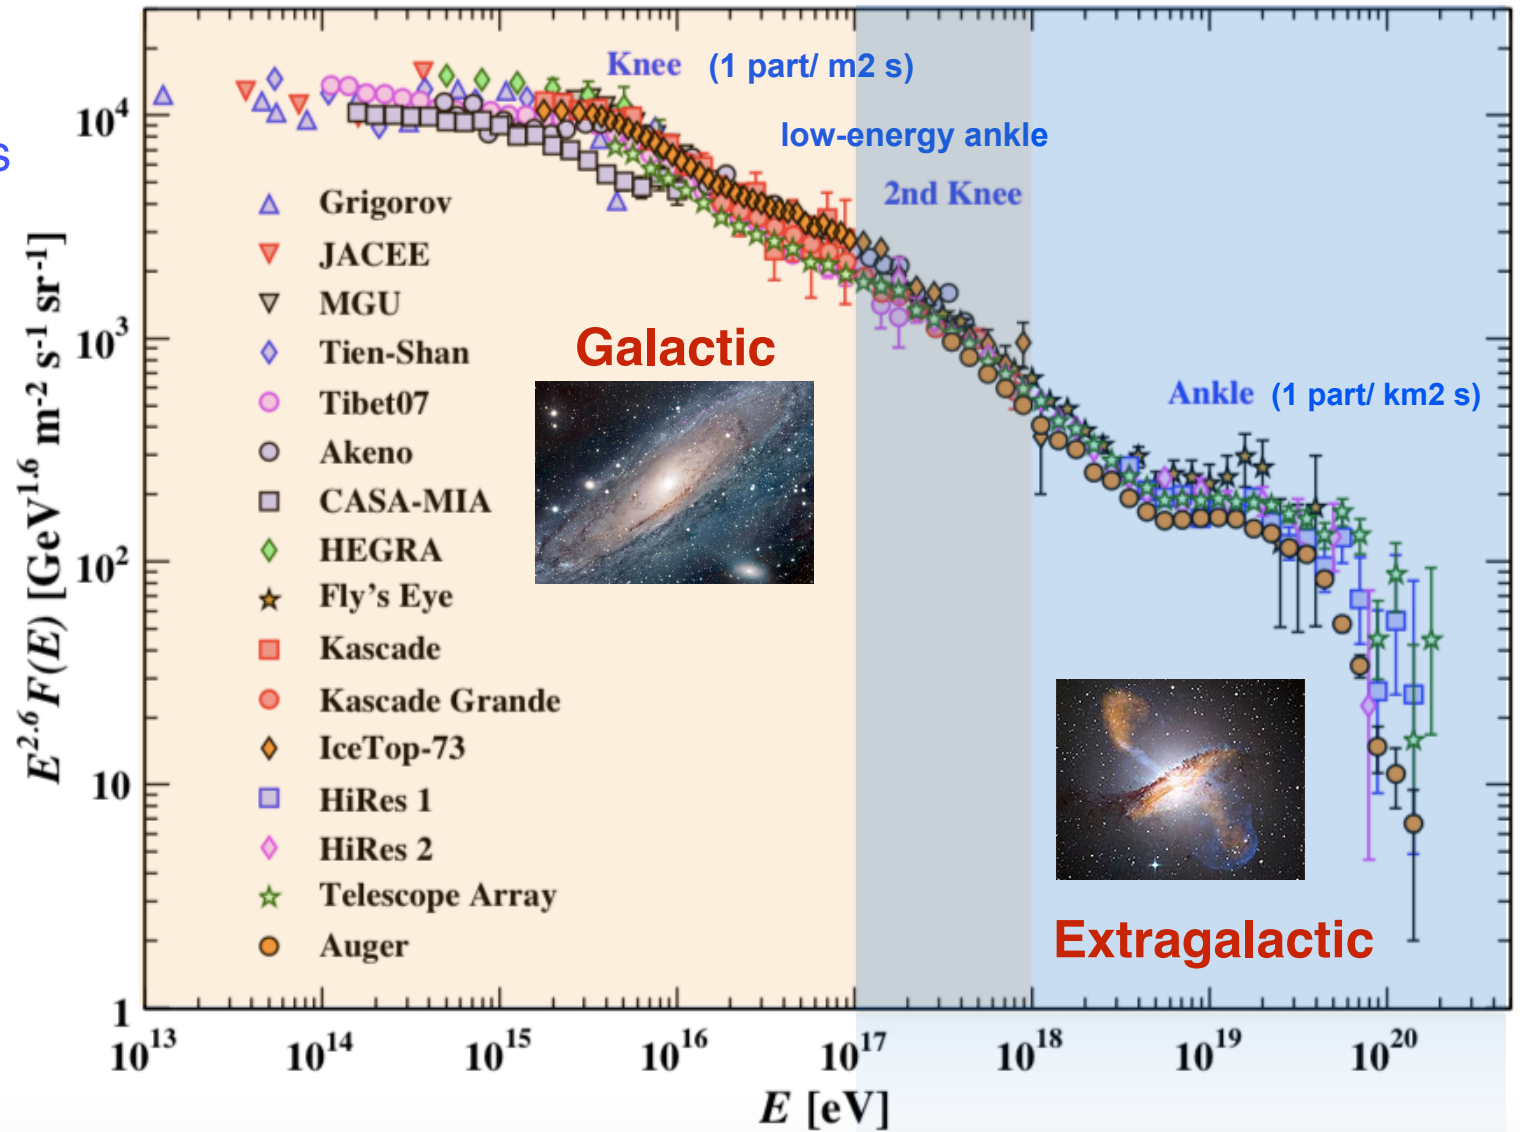 Knee (1 part/ m2 s)
low-energy ankle
2nd Knee
s
Galactic
Ankle (1 part/ km2 s)
Extragalactic
Grigorov
JACEE
MGU
Tien-Shan
Tibet07
Akeno
CASA-MIA
HEGRA
Fly's Eye
Kascade
Kascade Grande
IceTop-73
HiRes 1
HiRes 2
Telescope Array
Auger
E^2.6 F(E) [GeV^1.6 m^-2 s^-1 sr^-1]
10^4
10^3
10^2
10
1
10^13 10^14 10^15 10^16 10^17 10^18 10^19 10^20
E [eV]